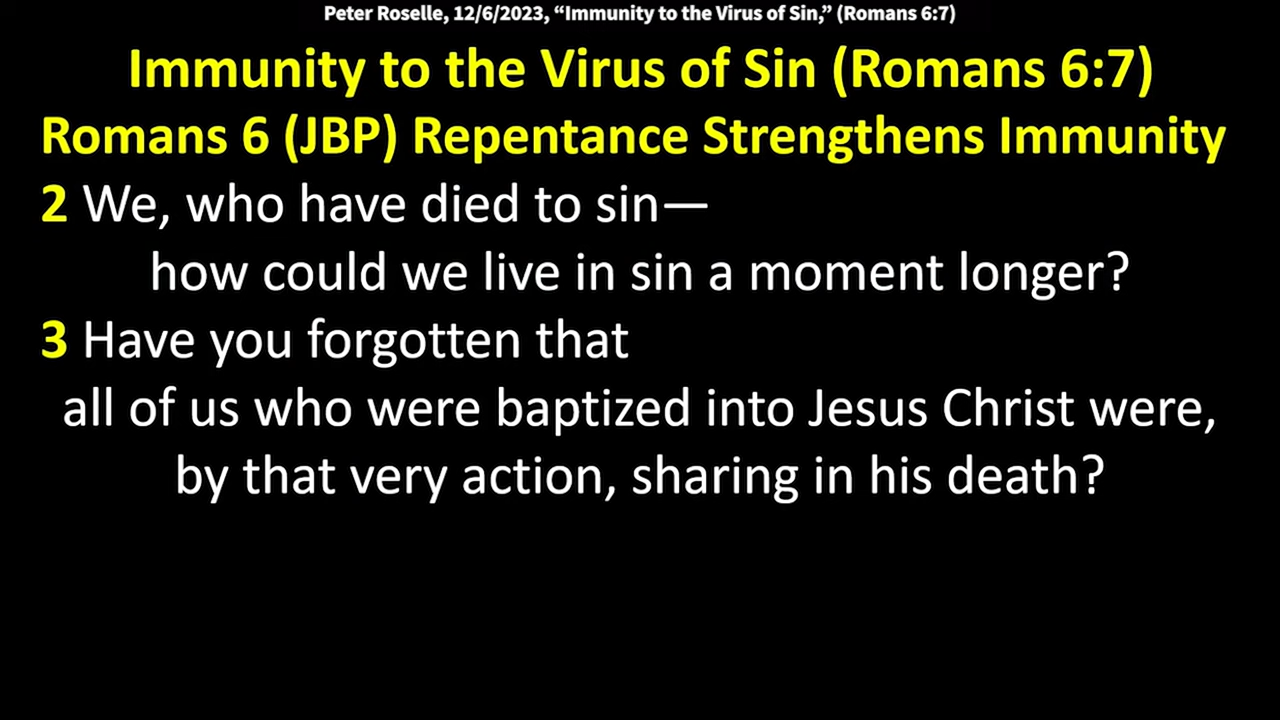 Peter Roselle, 12/6/2023, “Immunity to the Virus of Sin,” (Romans 6:7)
Immunity to the Virus of Sin (Romans 6:7)
Romans 6 (JBP) Repentance Strengthens Immunity
2 We, who have died to sin—
how could we live in sin a moment longer?
3 Have you forgotten that
all of us who were baptized into Jesus Christ were,
by that very action, sharing in his death?